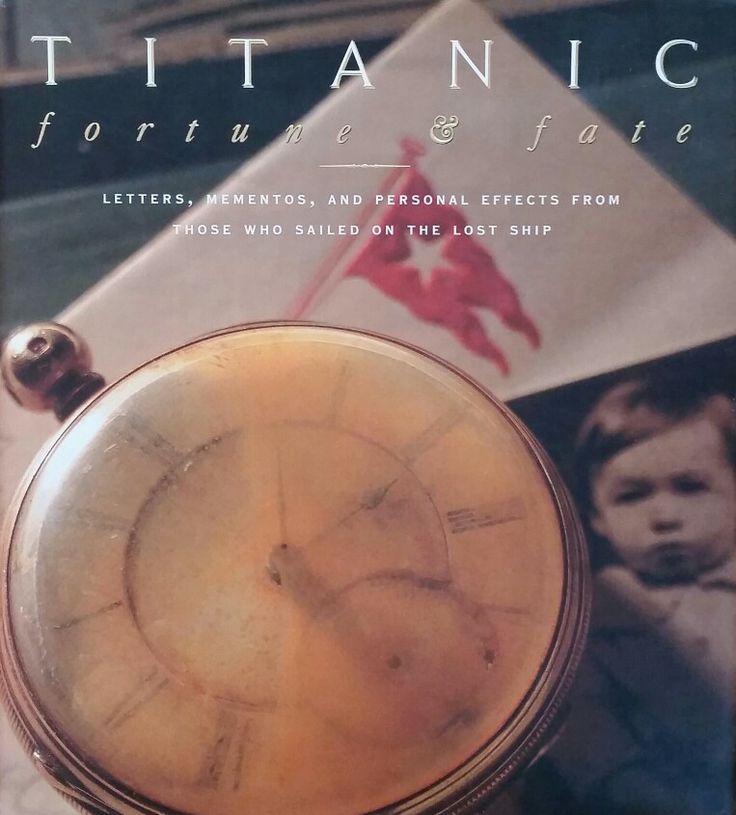 TITANIC
fortune & fate
LETTERS, MEMENTOS, AND PERSONAL EFFECTS FROM
THOSE WHO SAILED ON THE LOST SHIP